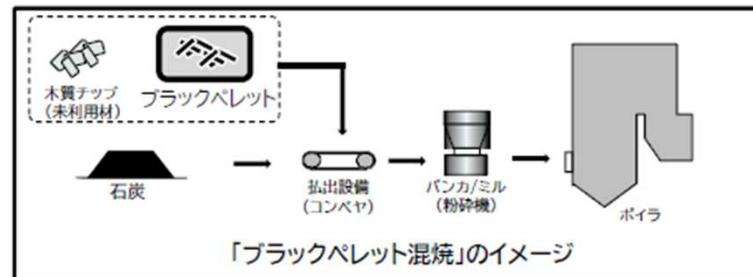 木質チップ
(未利用材)
ブラックペレット
石炭
払出設備
(コンベヤ)
バンカ/ミル
(粉砕機)
ボイラ
「ブラックペレット混焼」のイメージ